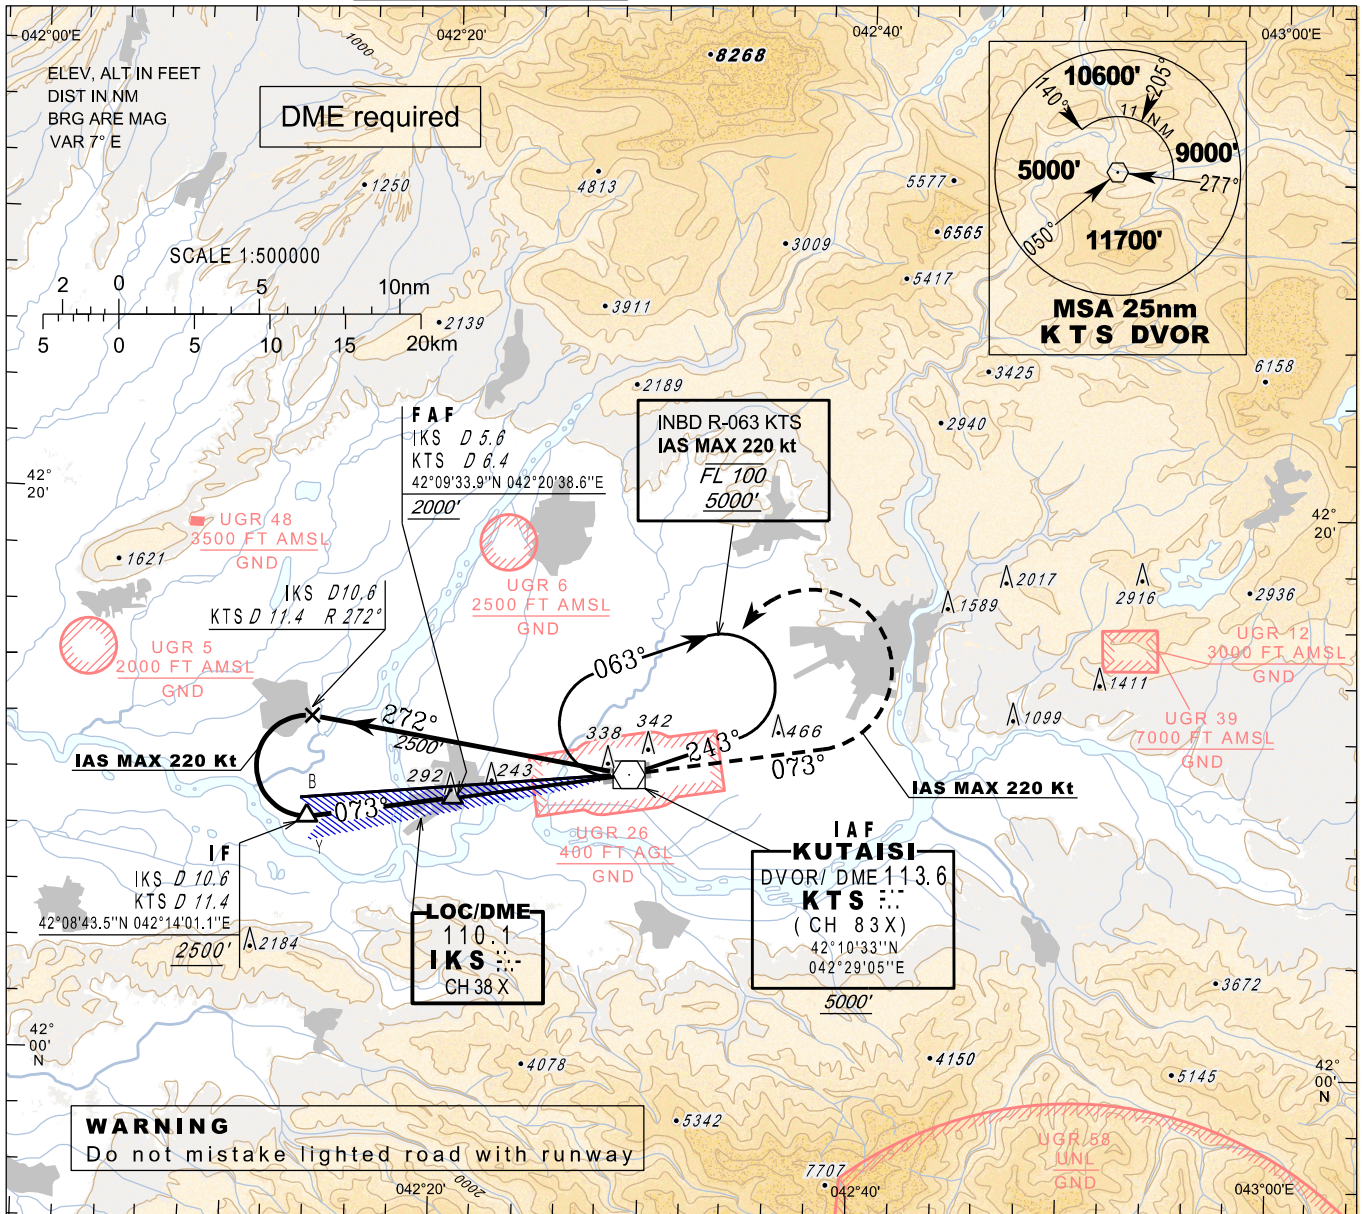 042°00'E
042°20'
042°40'
043°00'E
ELEV, ALT IN FEET
DIST IN NM
BRG ARE MAG
VAR 7° E
DME required
1000
8268
1250
4813
5577
6565
3009
5417
3911
2139
SCALE 1:500000
2 0 5 10nm
5 0 5 10 15 20km
10600'
140°
205°
11 NM
9000'
5000'
277°
050°
11700'
MSA 25nm
KTS DVOR
2189
3425
6158
2940
FAF
IKS D 5.6
KTS D 6.4
42°09'33.9"N 042°20'38.6"E
2000'
INBD R-063 KTS
IAS MAX 220 kt
FL 100
5000'
42°
20'
42°
20'
UGR 48
3500 FT AMSL
GND
1621
UGR 6
2500 FT AMSL
GND
IKS D10.6
KTS D 11.4 R 272°
UGR 5
2000 FT AMSL
GND
2017
1589
2916
2936
UGR 12
3000 FT AMSL
GND
1411
1099
UGR 39
7000 FT AMSL
GND
063°
272°
2500'
338
342
243°
466
073°
IAS MAX 220 Kt
IAS MAX 220 Kt
B
292
243
073°
Y
UGR 26
400 FT AGL
GND
IF
IKS D 10.6
KTS D 11.4
42°08'43.5"N 042°14'01.1"E
2500'
2184
LOC/DME
110.1
IKS
CH 38 X
IAF
KUTAISI
DVOR/ DME 113.6
KTS
(CH 83X)
42°10'33"N
042°29'05"E
5000'
3672
42°
00'
N
4078
4150
5145
42°
00'
N
5342
7707
UGR 58
UNL
GND
WARNING
Do not mistake lighted road with runway
042°20'
2000
042°40'
043°00'E